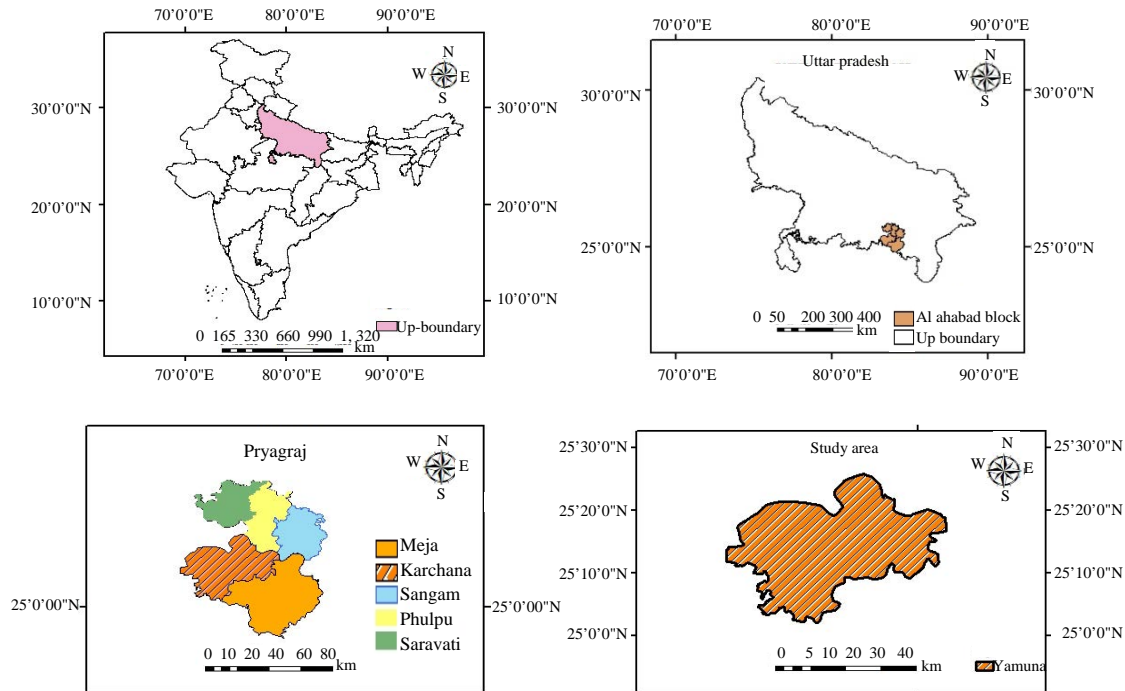 70°0'0"E 80°0'0"E 90°0'0"E
N
W E
S
30°0'0"N 30°0'0"N
20°0'0"N 20°0'0"N
10°0'0"N 10°0'0"N
Up-boundary
0 165 330 660 990 1, 320
km
70°0'0"E 80°0'0"E 90°0'0"E
70°0'0"E 80°0'0"E 90°0'0"E
Uttar pradesh
N
W E
S
30°0'0"N 30°0'0"N
25°0'0"N 25°0'0"N
0 50 200 300 400
km
Al ahabad block
Up boundary
70°0'0"E 80°0'0"E 90°0'0"E
Pryagraj
N
W E
S
Meja
Karchana
Sangam
Phulpu
Saravati
25°0'00"N 25°0'00"N
0 10 20 40 60 80
km
Study area
N
W E
S
25°30'0"N 25°30'0"N
25°20'0"N 25°20'0"N
25°10'0"N 25°10'0"N
25°0'0"N 25°0'0"N
0 5 10 20 30 40
km
Yamuna